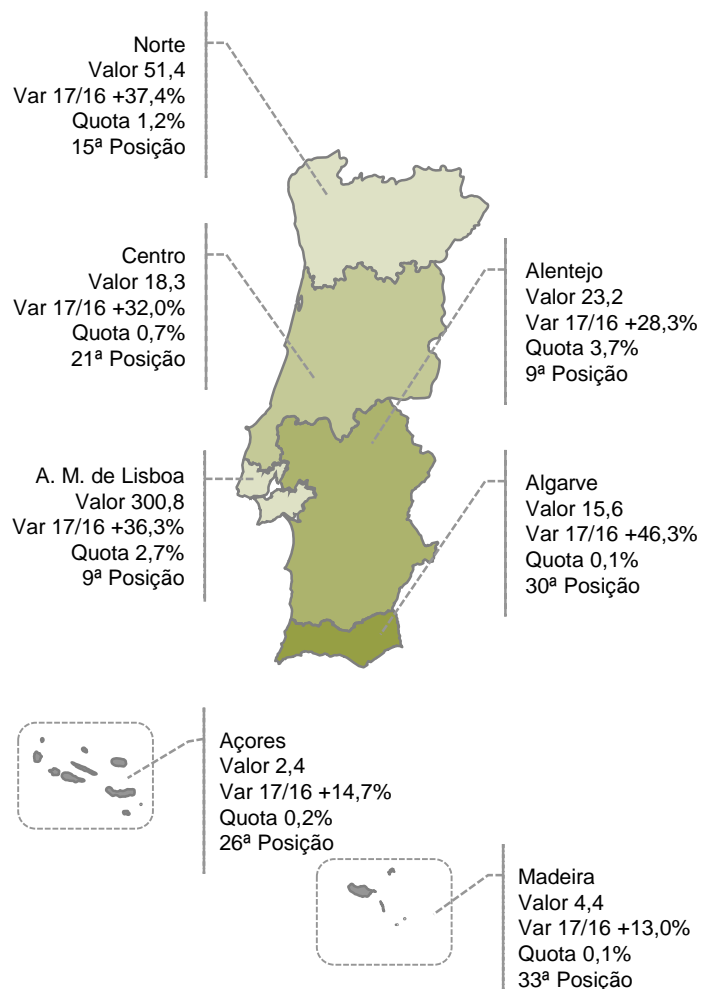 Norte
Valor 51,4
Var 17/16 +37,4%
Quota 1,2%
15ª Posição
Centro
Valor 18,3
Var 17/16 +32,0%
Quota 0,7%
21ª Posição
Alentejo
Valor 23,2
Var 17/16 +28,3%
Quota 3,7%
9ª Posição
A. M. de Lisboa
Valor 300,8
Var 17/16 +36,3%
Quota 2,7%
9ª Posição
Algarve
Valor 15,6
Var 17/16 +46,3%
Quota 0,1%
30ª Posição
Açores
Valor 2,4
Var 17/16 +14,7%
Quota 0,2%
26ª Posição
Madeira
Valor 4,4
Var 17/16 +13,0%
Quota 0,1%
33ª Posição